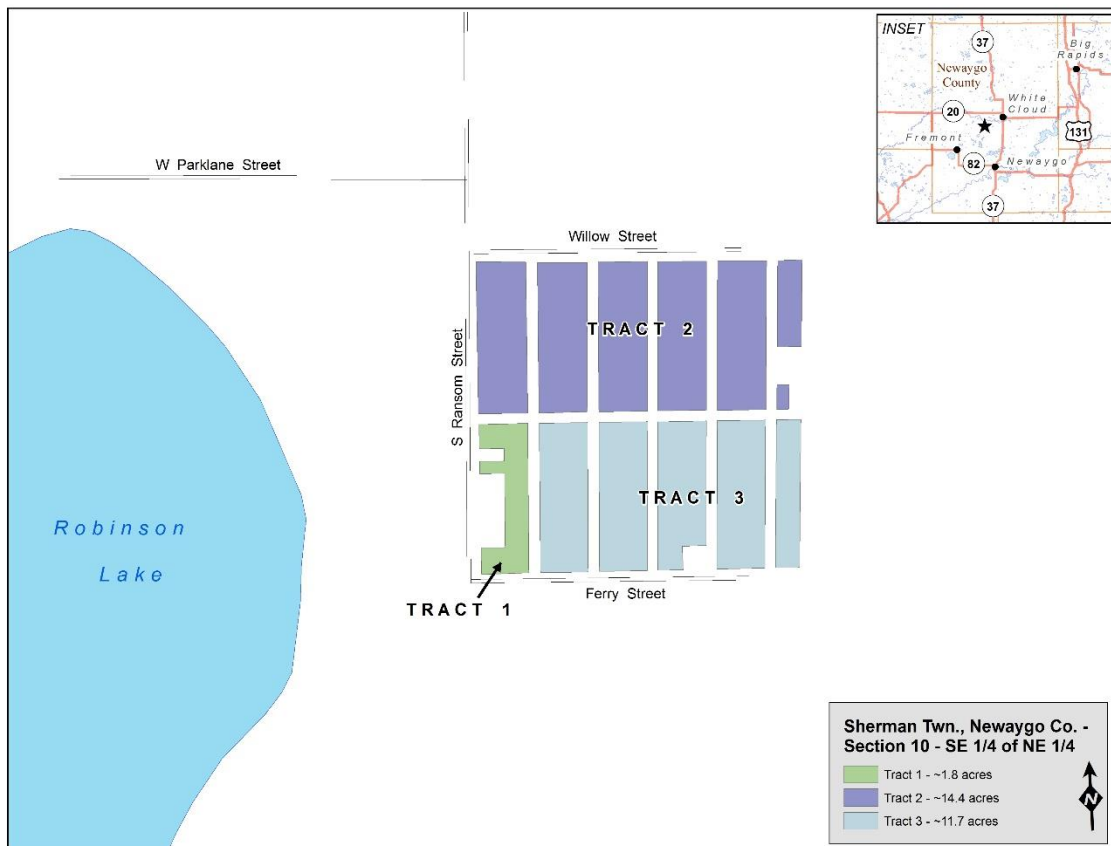 INSET
37
Big
Rapids
Newaygo
County
White
Cloud
20
131
Fremont
82
Newaygo
37
W Parklane Street
Willow Street
S Ransom Street
TRACT 2
TRACT 3
Robinson
Lake
TRACT 1
Ferry Street
Sherman Twn., Newaygo Co. -
Section 10 - SE 1/4 of NE 1/4
Tract 1 - ~1.8 acres
Tract 2 - ~14.4 acres
Tract 3 - ~11.7 acres
N